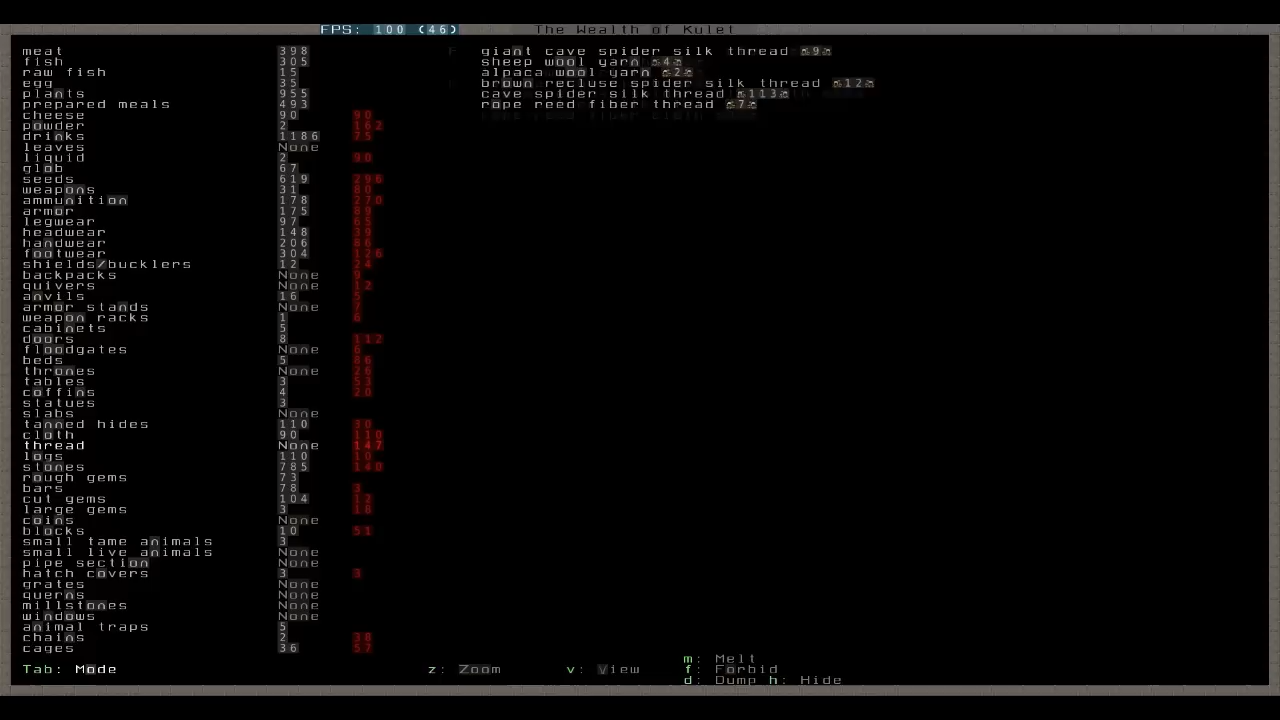 FPS: 100 (46) The Wealth of Kulet
meat 398
fish 305
raw fish 15
egg 35
plants 955
prepared meals 493
cheese 90 90
powder 2 162
drinks 1186 75
leaves None
liquid 2 90
glob 67
seeds 619 296
weapons 31 80
ammunition 178 270
armor 175 89
legwear 97 65
headwear 148 39
handwear 206 86
footwear 304 126
shields/bucklers 12 24
backpacks None 9
quivers None 12
anvils 16 5
armor stands None 7
weapon racks 1 6
cabinets 5
doors 8 112
floodgates None 6
beds 5 86
thrones None 26
tables 3 53
coffins 4 20
statues 3
slabs None
tanned hides 110 30
cloth 90 110
thread None 147
logs 110 10
stones 785 140
rough gems 73
bars 78 3
cut gems 104 12
large gems 3 18
coins None
blocks 10 51
small tame animals 3
small live animals None
pipe section None
hatch covers 3 3
grates None
querns None
millstones None
windows None
animal traps 5
chains 2 38
cages 36 57
giant cave spider silk thread 9
sheep wool yarn 4
alpaca wool yarn 2
brown recluse spider silk thread 12
cave spider silk thread 113
rope reed fiber thread 7
Tab: Mode z: Zoom v: View
m: Melt
f: Forbid
d: Dump h: Hide